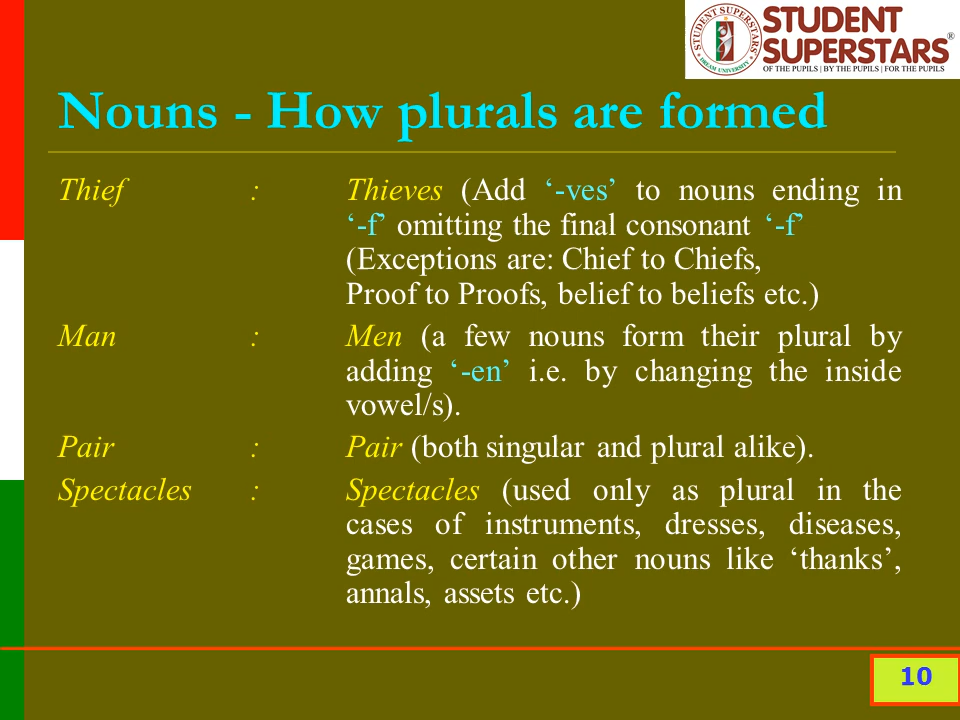 STUDENT SUPERSTARS
DREAM UNIVERSITY
STUDENT
SUPERSTARS®
OF THE PUPILS | BY THE PUPILS | FOR THE PUPILS
Nouns - How plurals are formed
Thief : Thieves (Add ‘-ves’ to nouns ending in
‘-f’ omitting the final consonant ‘-f’
(Exceptions are: Chief to Chiefs,
Proof to Proofs, belief to beliefs etc.)
Man : Men (a few nouns form their plural by
adding ‘-en’ i.e. by changing the inside
vowel/s).
Pair : Pair (both singular and plural alike).
Spectacles : Spectacles (used only as plural in the
cases of instruments, dresses, diseases,
games, certain other nouns like ‘thanks’,
annals, assets etc.)
10